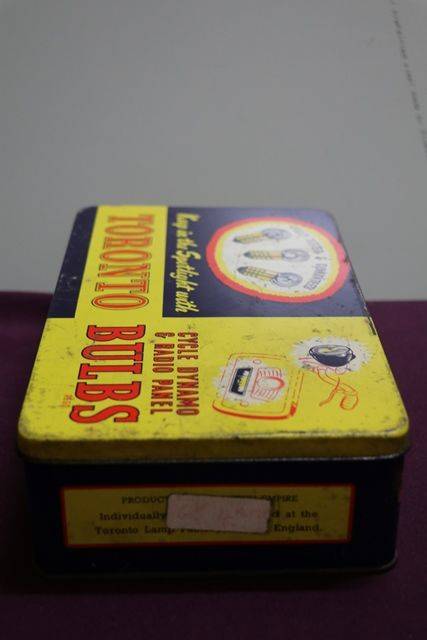 Keep in the Spotlight with
TORONTO BULBS
CYCLE, DYNAMO
& RADIO PANEL
PRODUCT EMPIRE
Individually at the
Toronto Lamp England.